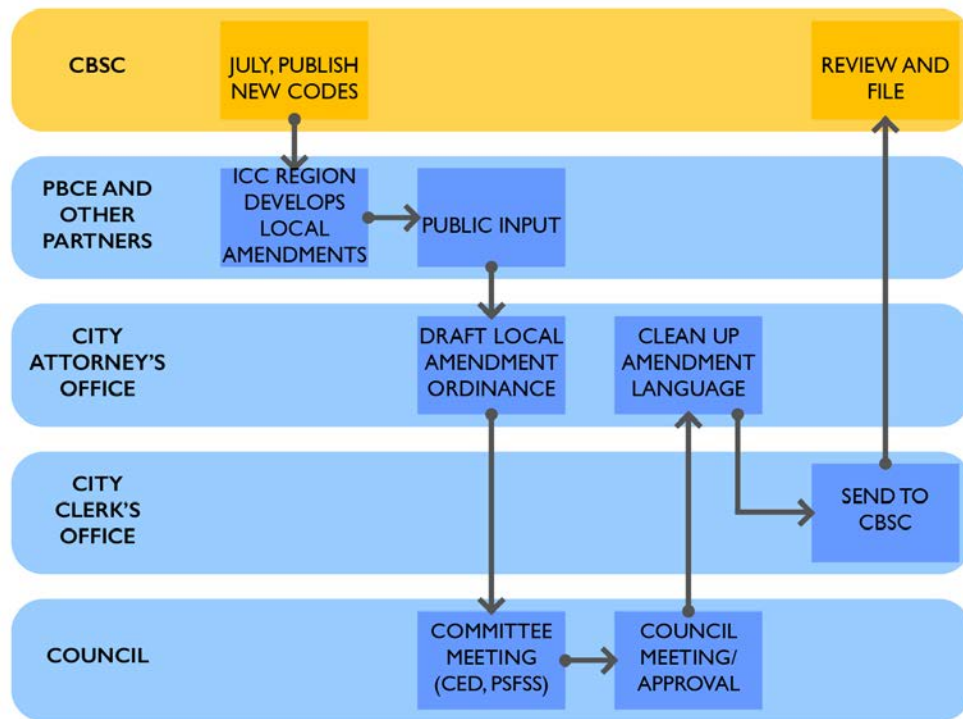 CBSC
JULY, PUBLISH
NEW CODES
REVIEW AND
FILE
PBCE AND
OTHER
PARTNERS
ICC REGION
DEVELOPS
LOCAL
AMENDMENTS
PUBLIC INPUT
CITY
ATTORNEY'S
OFFICE
DRAFT LOCAL
AMENDMENT
ORDINANCE
CLEAN UP
AMENDMENT
LANGUAGE
CITY
CLERK'S
OFFICE
SEND TO
CBSC
COUNCIL
COMMITTEE
MEETING
(CED, PSFSS)
COUNCIL
MEETING/
APPROVAL